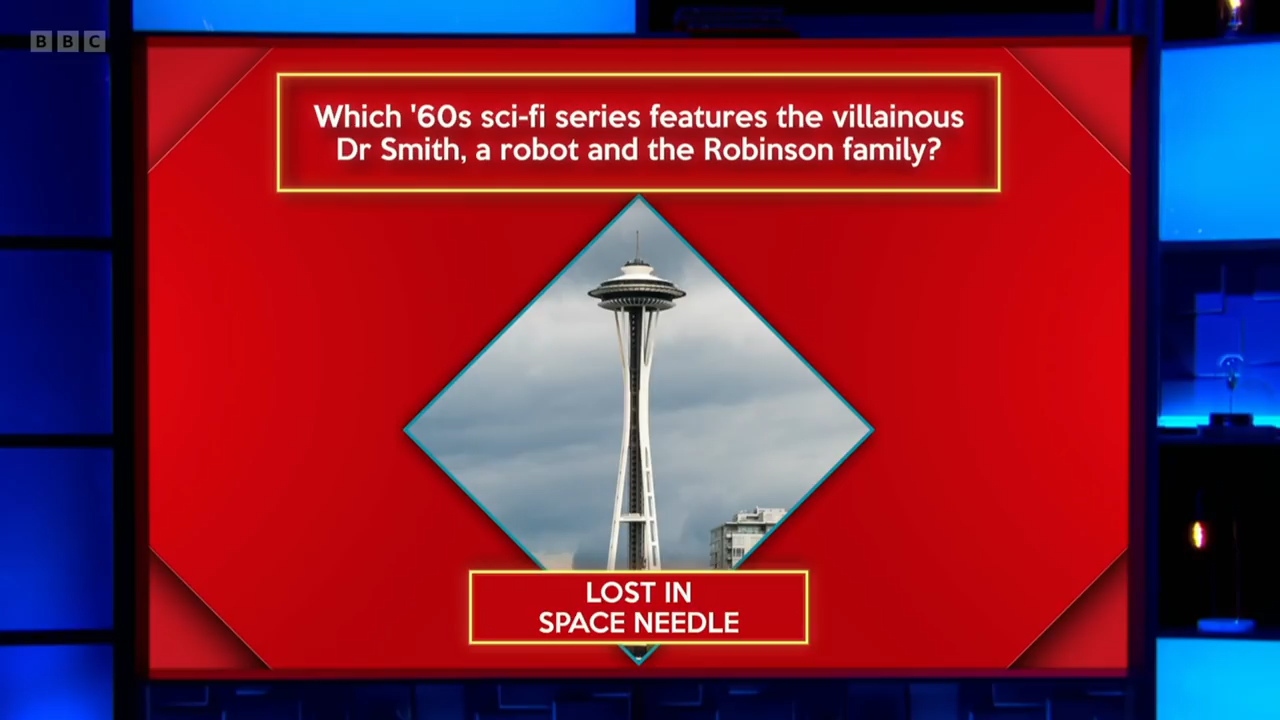 BBC
Which '60s sci-fi series features the villainous
Dr Smith, a robot and the Robinson family?
LOST IN
SPACE NEEDLE